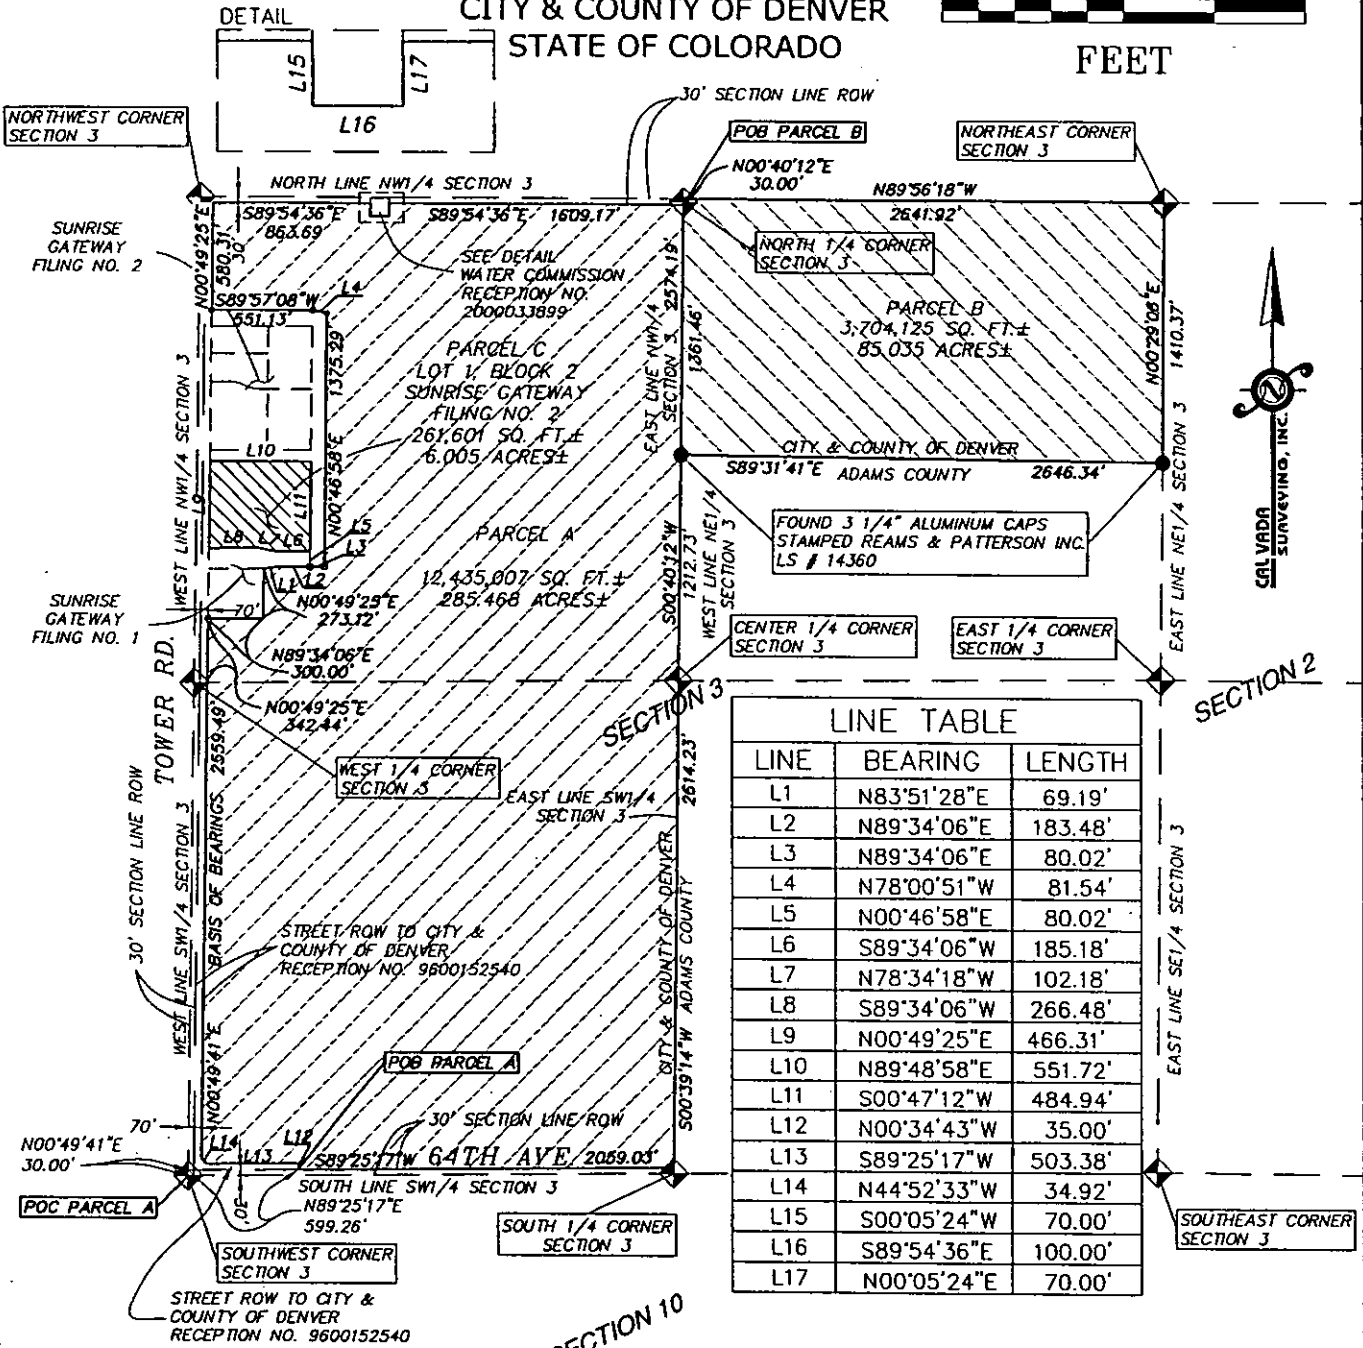 CITY & COUNTY OF DENVER
STATE OF COLORADO
FEET
DETAIL
L15
L17
L16
30' SECTION LINE ROW
NORTHWEST CORNER
SECTION 3
POB PARCEL B
NORTHEAST CORNER
SECTION 3
N00°40'12"E
30.00'
NORTH LINE NW1/4 SECTION 3
N89°56'18"W
2641.92'
S89°54'36"E
863.69
S89°54'36"E 1609.17'
SUNRISE
GATEWAY
FILING NO. 2
N00°49'25"E
580.31'
30'
NORTH 1/4 CORNER
SECTION 3
SEE DETAIL
WATER COMMISSION
RECEPTION NO.
2000033899
S89°57'08"W
551.13'
L4
PARCEL B
3,704,125 SQ. FT.±
85.035 ACRES±
EAST LINE NW1/4
SECTION 3 2574.19'
1361.46'
N00°29'08"E
1410.37'
PARCEL C
LOT 1, BLOCK 2
SUNRISE GATEWAY
FILING NO. 2
261,601 SQ. FT.±
6.005 ACRES±
N00°46'58"E 1375.29'
WEST LINE NW1/4 SECTION 3
L10
L9
L11
L8
L7
L6
L5
L3
L1
L2
CITY & COUNTY OF DENVER
S89°31'41"E ADAMS COUNTY 2646.34'
CALVADA
SURVEYING, INC.
N
FOUND 3 1/4" ALUMINUM CAPS
STAMPED REAMS & PATTERSON INC.
LS # 14360
PARCEL A
12,435,007 SQ. FT.±
285.468 ACRES±
S00°40'12"W
1212.73'
WEST LINE NE1/4
SECTION 3
EAST LINE NE1/4 SECTION 3
SUNRISE
GATEWAY
FILING NO. 1
70'
N00°49'25"E
273.12'
N89°34'06"E
300.00'
N00°49'25"E
342.44'
CENTER 1/4 CORNER
SECTION 3
EAST 1/4 CORNER
SECTION 3
SECTION 2
SECTION 3
TOWER RD.
WEST 1/4 CORNER
SECTION 3
EAST LINE SW1/4
SECTION 3
2614.23'
30' SECTION LINE ROW
WEST LINE SW1/4 SECTION 3
N00°49'41"E BASIS OF BEARINGS 2559.49'
STREET ROW TO CITY &
COUNTY OF DENVER
RECEPTION NO. 9600152540
CITY & COUNTY OF DENVER
S00°39'14"W ADAMS COUNTY
EAST LINE SE1/4 SECTION 3
LINE TABLE
LINE BEARING LENGTH
L1 N83°51'28"E 69.19'
L2 N89°34'06"E 183.48'
L3 N89°34'06"E 80.02'
L4 N78°00'51"W 81.54'
L5 N00°46'58"E 80.02'
L6 S89°34'06"W 185.18'
L7 N78°34'18"W 102.18'
L8 S89°34'06"W 266.48'
L9 N00°49'25"E 466.31'
L10 N89°48'58"E 551.72'
L11 S00°47'12"W 484.94'
L12 N00°34'43"W 35.00'
L13 S89°25'17"W 503.38'
L14 N44°52'33"W 34.92'
L15 S00°05'24"W 70.00'
L16 S89°54'36"E 100.00'
L17 N00°05'24"E 70.00'
POB PARCEL A
70'
30' SECTION LINE ROW
N00°49'41"E
30.00'
L14
L13
L12
S89°25'17"W 64TH AVE 2059.03'
SOUTH LINE SW1/4 SECTION 3
POC PARCEL A
30'
N89°25'17"E
599.26'
SOUTH 1/4 CORNER
SECTION 3
SOUTHEAST CORNER
SECTION 3
SOUTHWEST CORNER
SECTION 3
STREET ROW TO CITY &
COUNTY OF DENVER
RECEPTION NO. 9600152540
SECTION 10